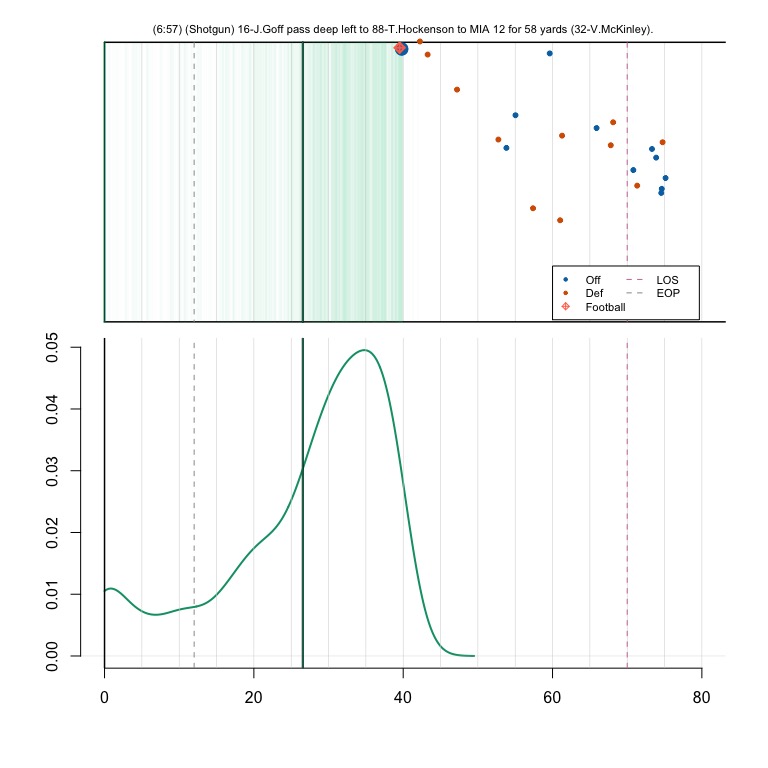 (6:57) (Shotgun) 16-J.Goff pass deep left to 88-T.Hockenson to MIA 12 for 58 yards (32-V.McKinley).
Off LOS
Def EOP
Football
0.05
0.04
0.03
0.02
0.01
0.00
0 20 40 60 80